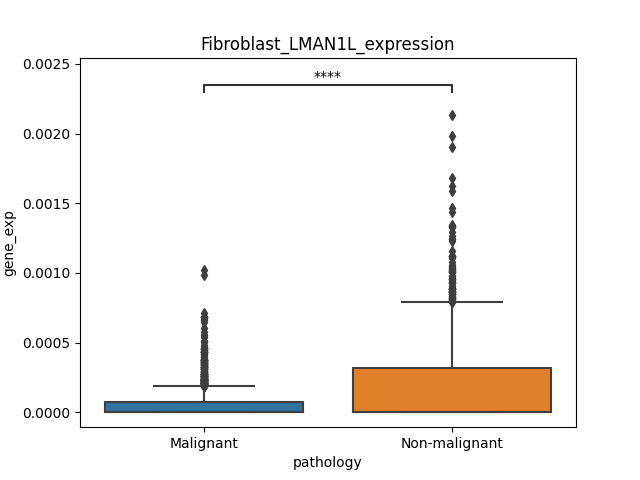 Fibroblast_LMAN1L_expression
****
0.0025
0.0020
0.0015
0.0010
0.0005
0.0000
gene_exp
Malignant
Non-malignant
pathology